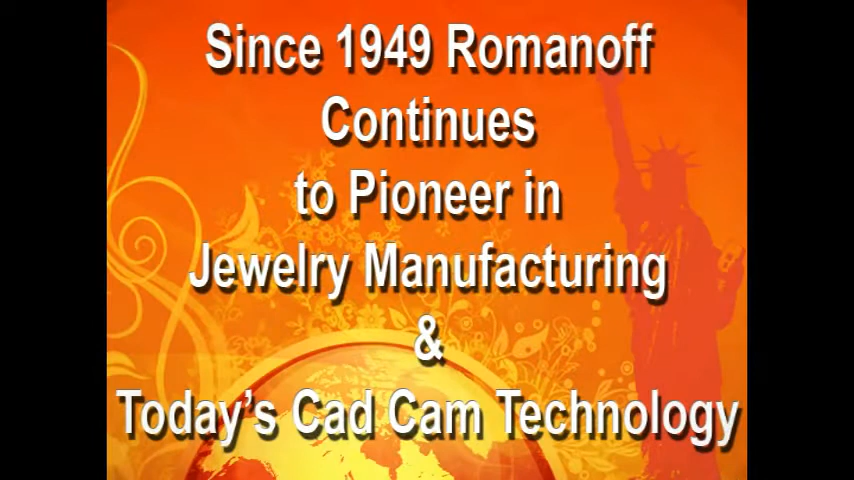 Since 1949 Romanoff
Continues
to Pioneer in
Jewelry Manufacturing
&
Today's Cad Cam Technology